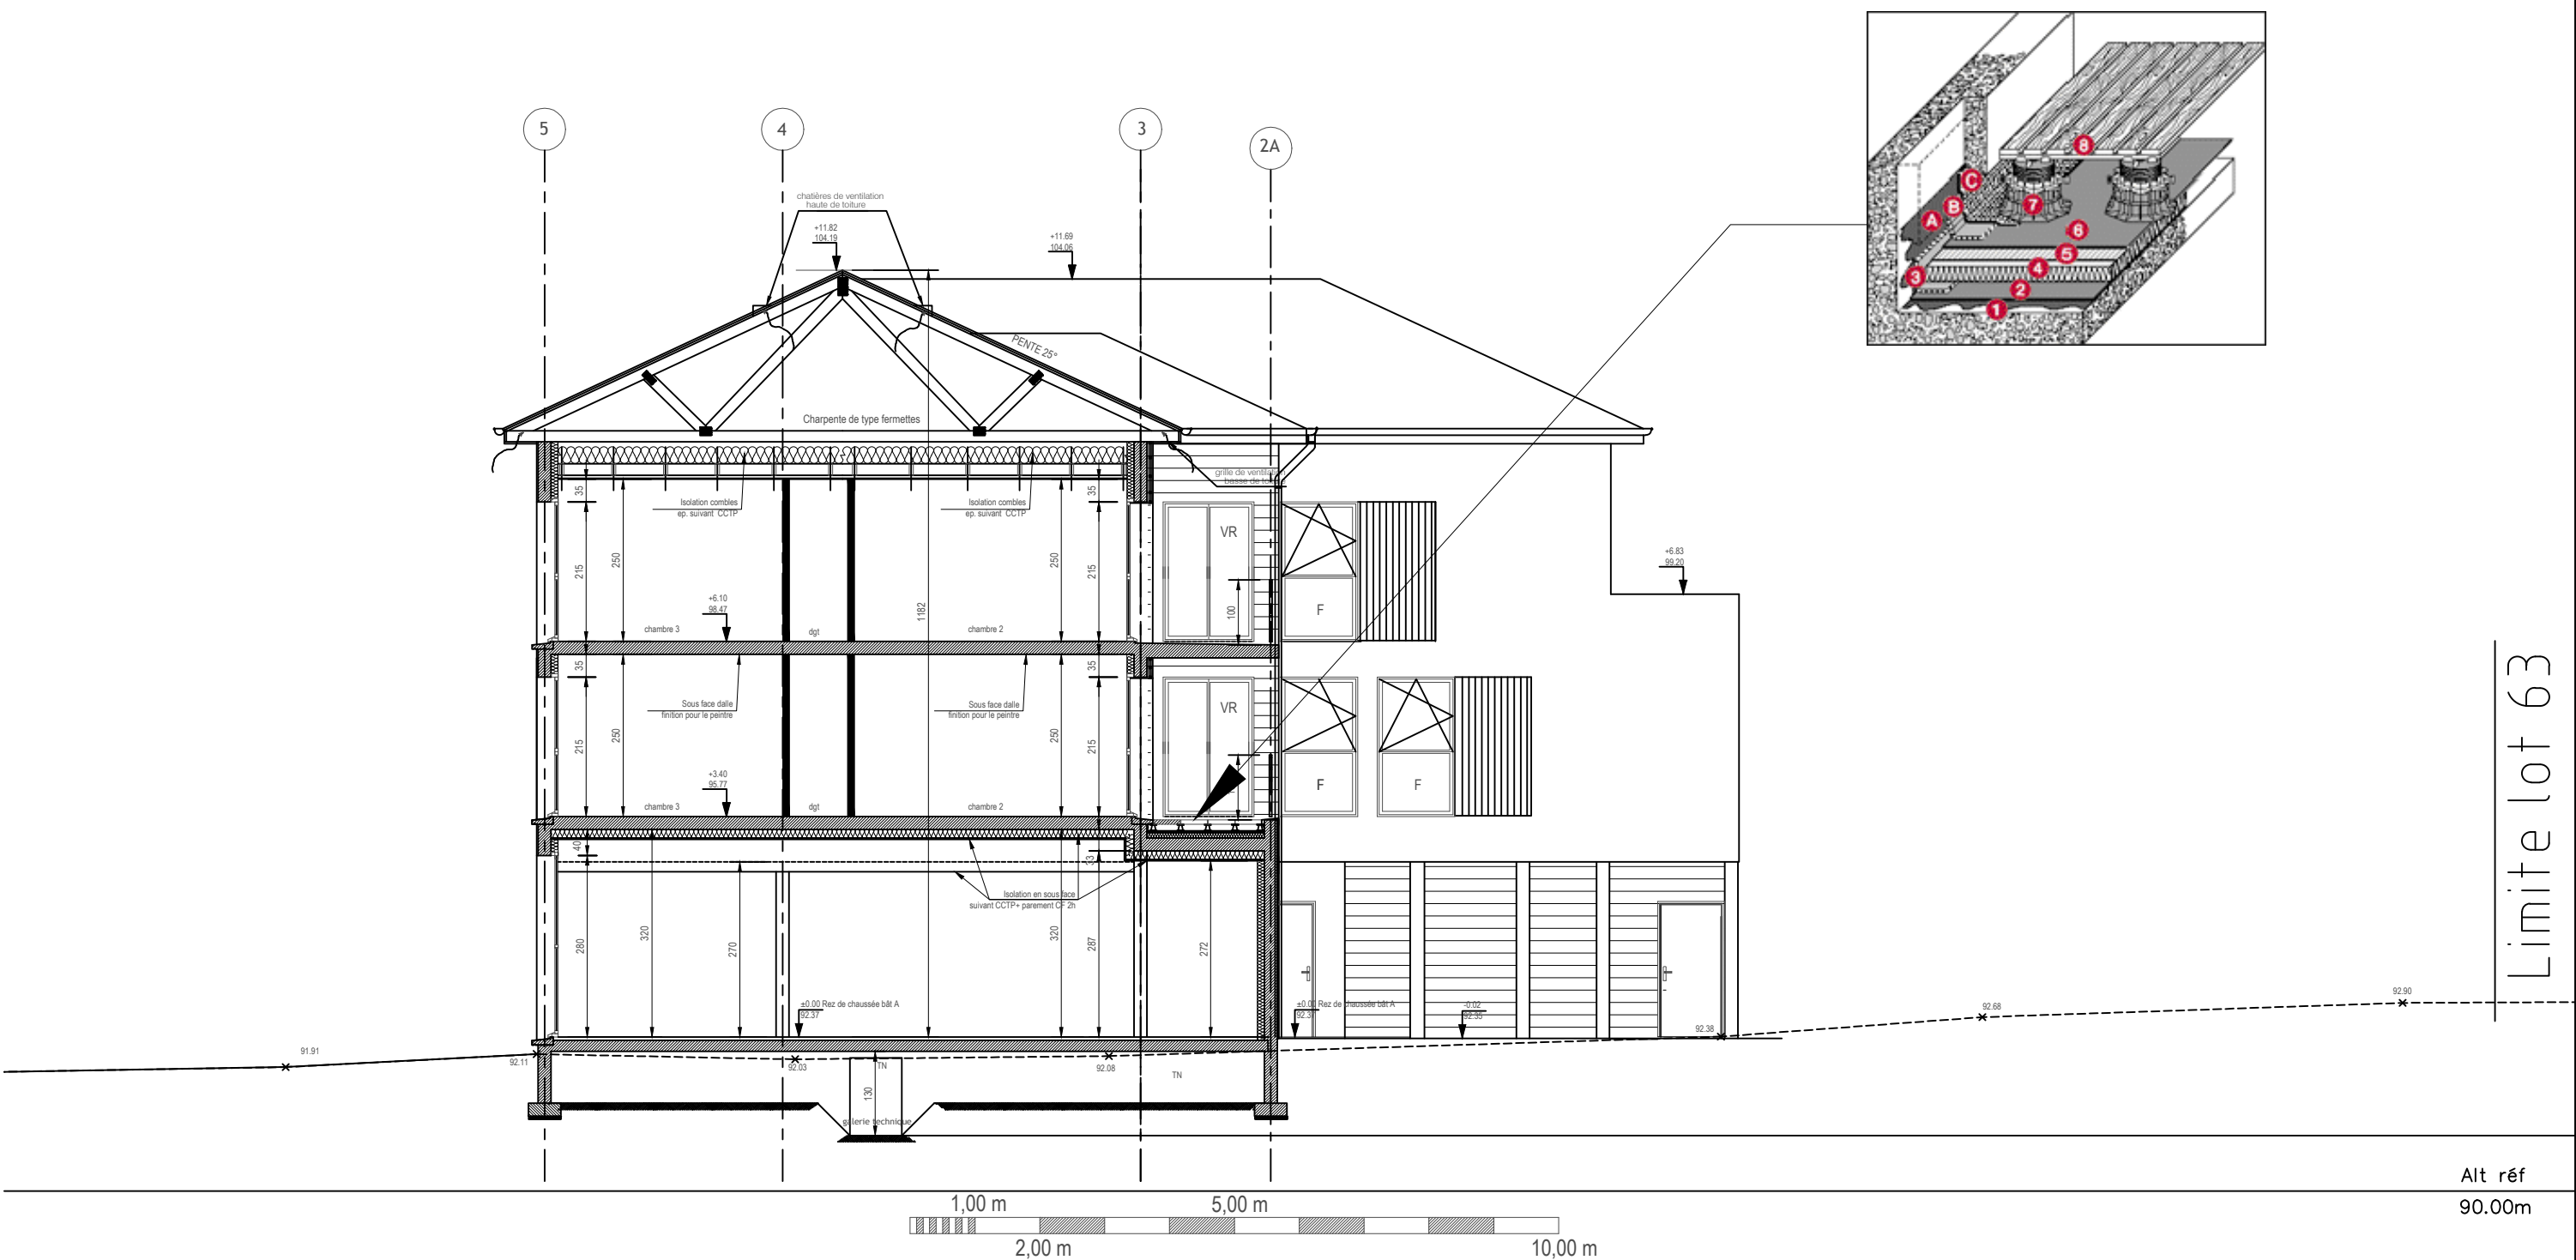 5
4
3
2A
chatières de ventilation
haute de toiture
+11.82
104.19
+11.69
104.06
PENTE 25°
Charpente de type fermettes
8
C
7
B
A
6
5
4
3
2
1
grille de ventilation
Isolation combles
ep. suivant CCTP
Isolation combles
ep. suivant CCTP
35
35
215
250
250
215
VR
100
F
+6.10
98.47
1182
chambre 3
dgt
chambre 2
+6.83
99.20
35
35
Sous face dalle
finition pour le peintre
Sous face dalle
finition pour le peintre
215
250
250
215
VR
F
F
+3.40
95.77
chambre 3
dgt
chambre 2
Limite lot 63
40
33
Isolation en sous face
suivant CCTP+ parement CF 2h
280
320
270
320
287
272
±0.00 Rez de chaussée bât A
92.37
±0.00 Rez de chaussée bât A
-0.02
92.35
92.38
92.68
92.90
91.91
92.11
92.03
TN
92.08
TN
130
galerie technique
Alt réf
90.00m
1,00 m
5,00 m
2,00 m
10,00 m